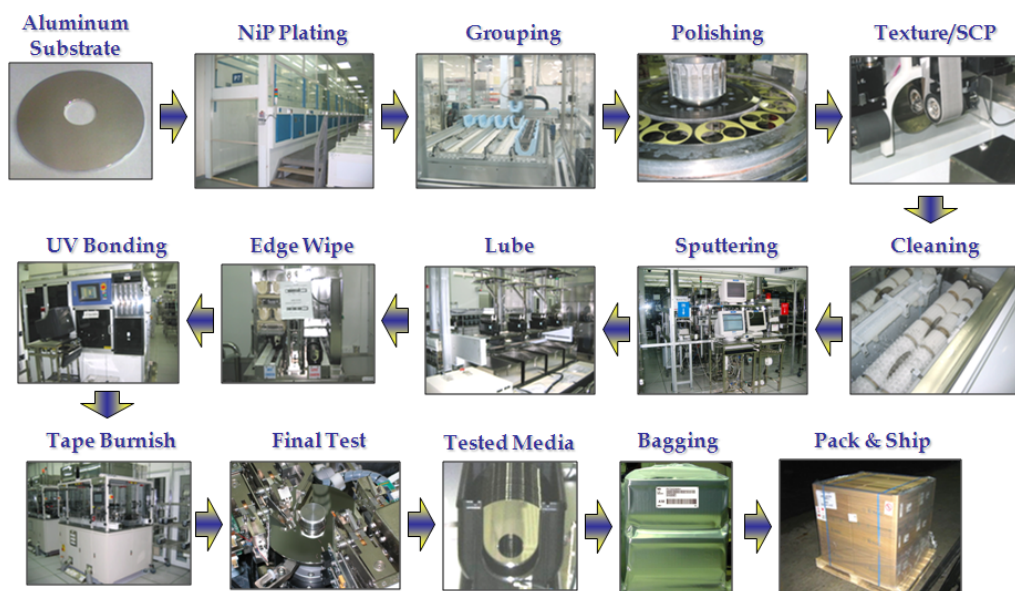 Aluminum
Substrate
NiP Plating
Grouping
Polishing
Texture/SCP
UV Bonding
Edge Wipe
Lube
Sputtering
Cleaning
Tape Burnish
Final Test
Tested Media
Bagging
Pack & Ship